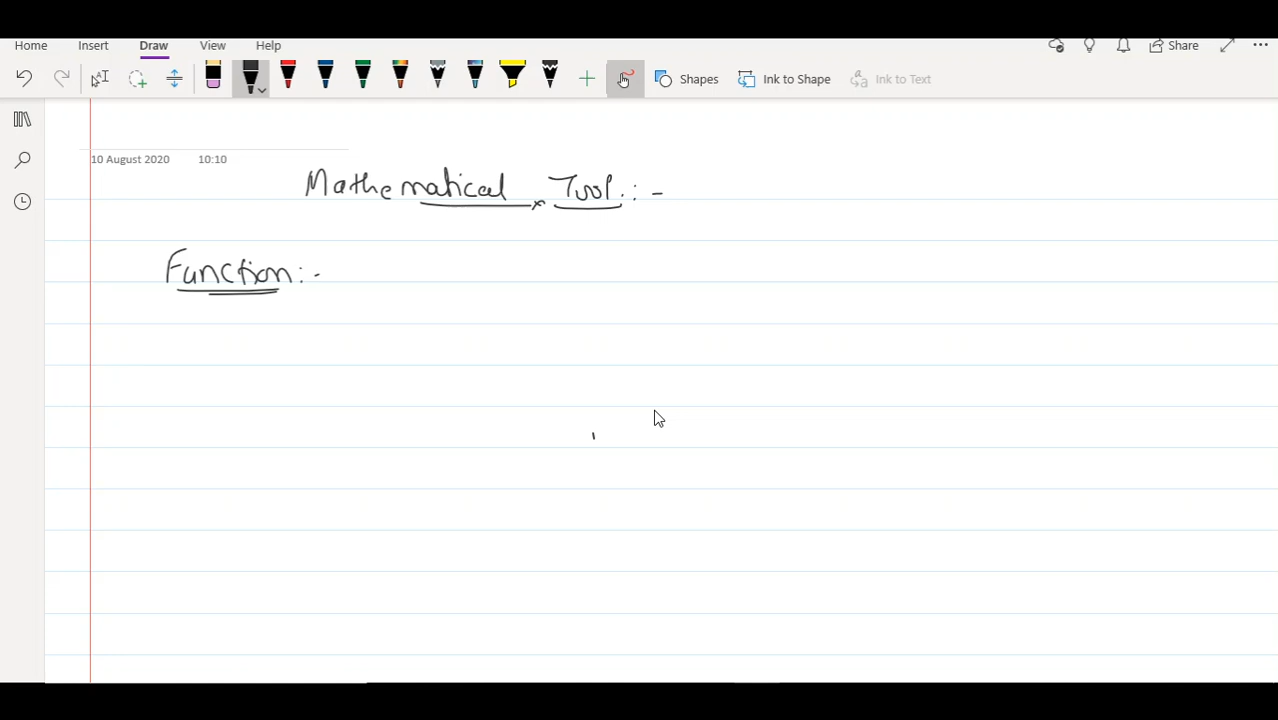 Home Insert Draw View Help Share
Shapes Ink to Shape Ink to Text
10 August 2020 10:10
Mathematical Tool :-
Function :-